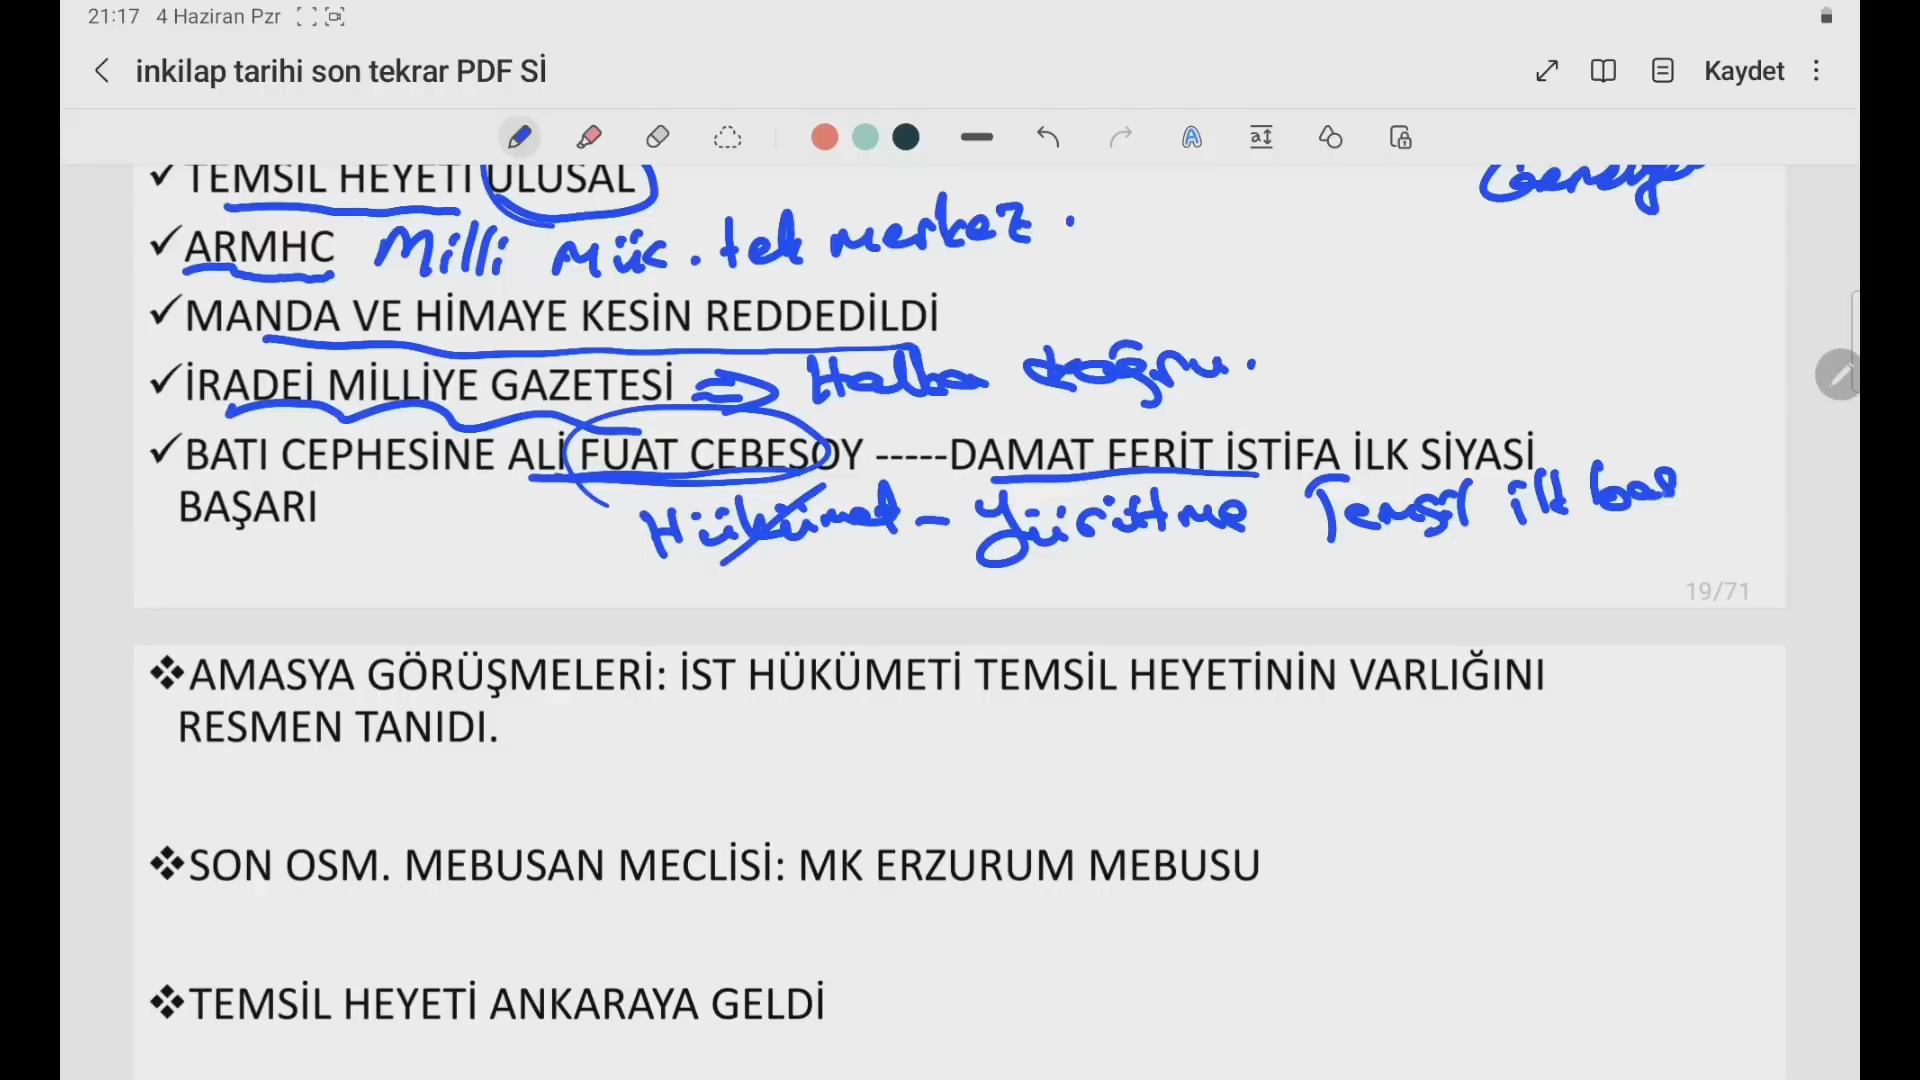 21:17 4 Haziran Pzr
inkilap tarihi son tekrar PDF Sİ
Kaydet
✓TEMSİL HEYETİ ULUSAL
✓ARMHC Milli Müc. tek merkez.
✓MANDA VE HİMAYE KESİN REDDEDİLDİ
✓İRADEİ MİLLİYE GAZETESİ ⇒ Halka doğru.
✓BATI CEPHESİNE ALİ FUAT CEBESOY -----DAMAT FERİT İSTİFA İLK SİYASİ
BAŞARI
Hükümet - Yürütme Temsil ilk
19/71
❖AMASYA GÖRÜŞMELERİ: İST HÜKÜMETİ TEMSİL HEYETİNİN VARLIĞINI
RESMEN TANIDI.
❖SON OSM. MEBUSAN MECLİSİ: MK ERZURUM MEBUSU
❖TEMSİL HEYETİ ANKARAYA GELDİ